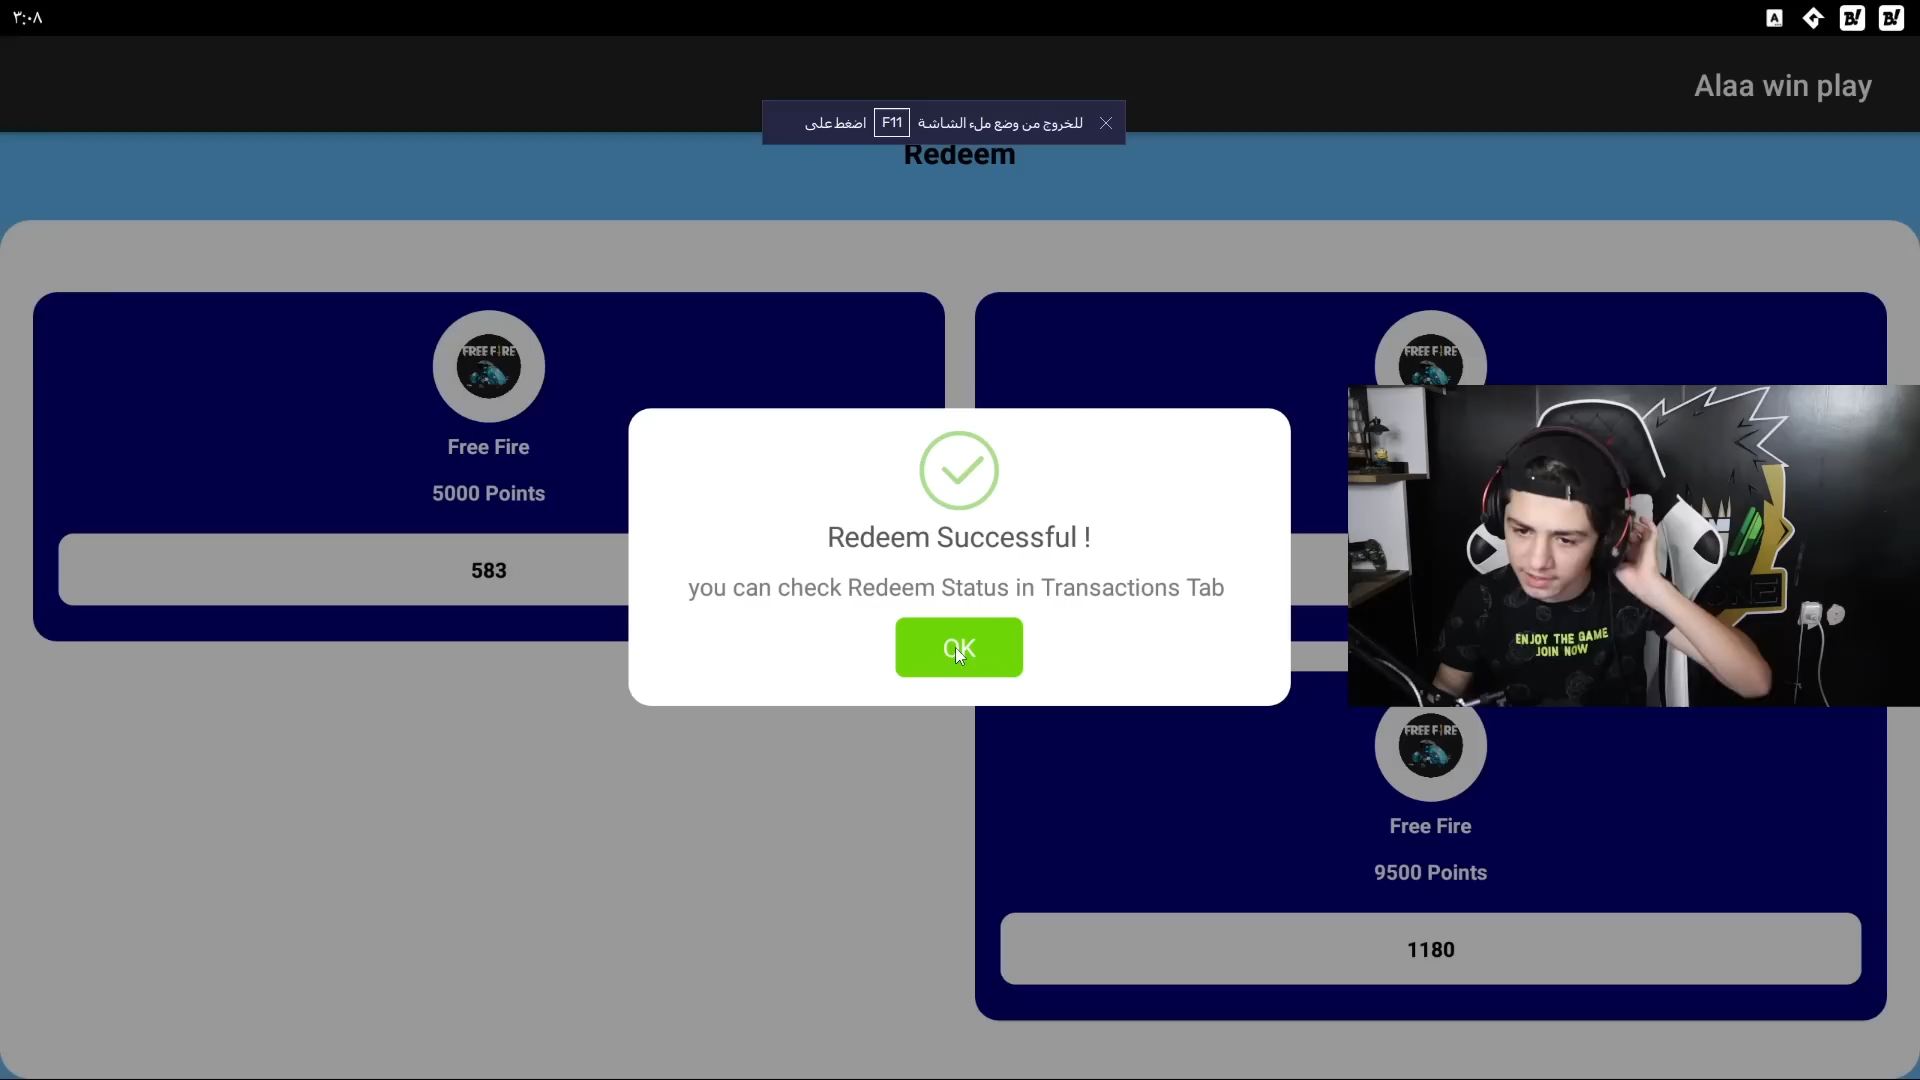 ٣:٠٨
Alaa win play
اضغط على F11 للخروج من وضع ملء الشاشة
Redeem
FREE FIRE
Free Fire
5000 Points
583
FREE FIRE
Redeem Successful !
you can check Redeem Status in Transactions Tab
OK
ENJOY THE GAME
JOIN NOW
FREE FIRE
Free Fire
9500 Points
1180